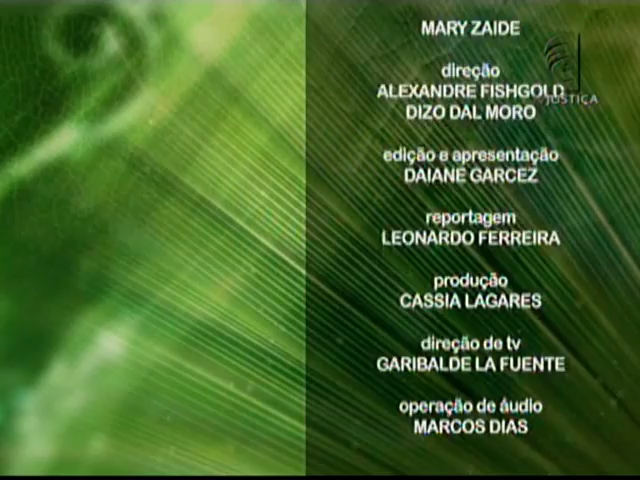 MARY ZAIDE
direção
ALEXANDRE FISHGOLD
DIZO DAL MORO
JUSTIÇA
edição e apresentação
DAIANE GARCEZ
reportagem
LEONARDO FERREIRA
produção
CASSIA LAGARES
direção de tv
GARIBALDE LA FUENTE
operação de áudio
MARCOS DIAS